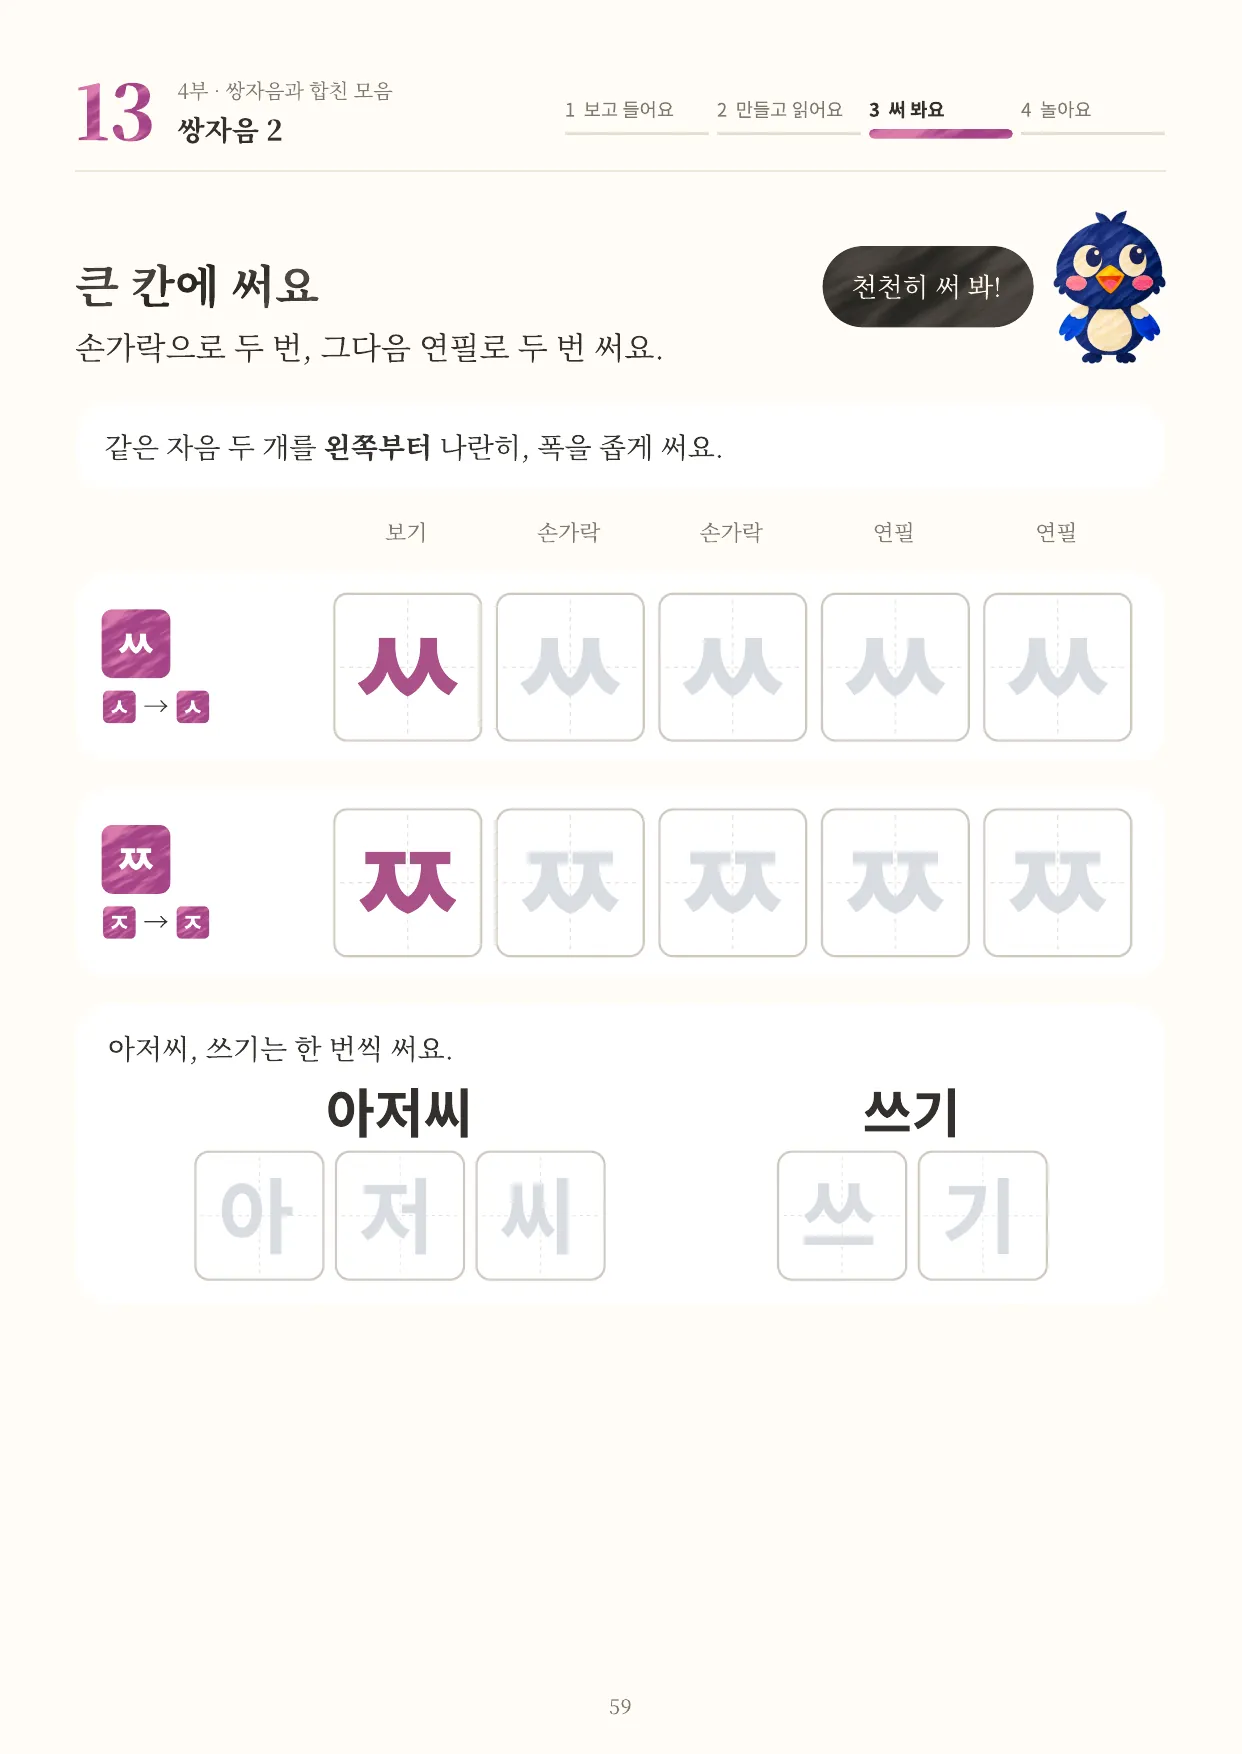 13
4부 · 쌍자음과 합친 모음
쌍자음 2
1 보고 들어요
2 만들고 읽어요
3 써 봐요
4 놀아요
큰 칸에 써요
천천히 써 봐!
손가락으로 두 번, 그다음 연필로 두 번 써요.
같은 자음 두 개를 왼쪽부터 나란히, 폭을 좁게 써요.
보기 손가락 손가락 연필 연필
ㅆ
ㅅ → ㅅ
ㅆ ㅆ ㅆ ㅆ ㅆ
ㅉ
ㅈ → ㅈ
ㅉ ㅉ ㅉ ㅉ ㅉ
아저씨, 쓰기는 한 번씩 써요.
아저씨 쓰기
아 저 씨 쓰 기
59